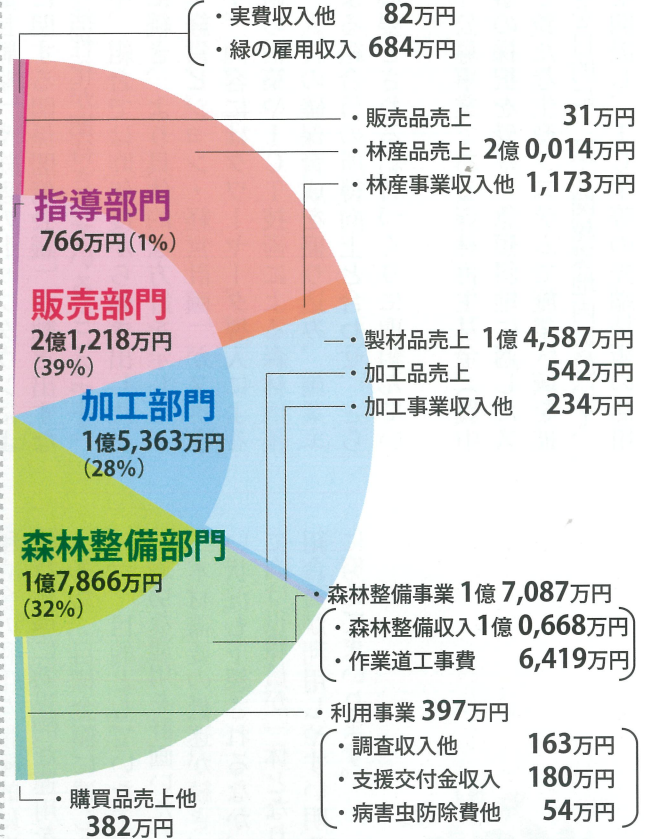 ・実費収入他 82万円
・緑の雇用収入 684万円
・販売品売上 31万円
・林産品売上 2億 0,014万円
・林産事業収入他 1,173万円
指導部門
766万円(1%)
販売部門
2億1,218万円
(39%)
・製材品売上 1億 4,587万円
・加工品売上 542万円
・加工事業収入他 234万円
加工部門
1億5,363万円
(28%)
森林整備部門
1億7,866万円
(32%)
・森林整備事業 1億 7,087万円
・森林整備収入1億 0,668万円
・作業道工事費 6,419万円
・利用事業 397万円
・調査収入他 163万円
・支援交付金収入 180万円
・病害虫防除費他 54万円
・購買品売上他
382万円